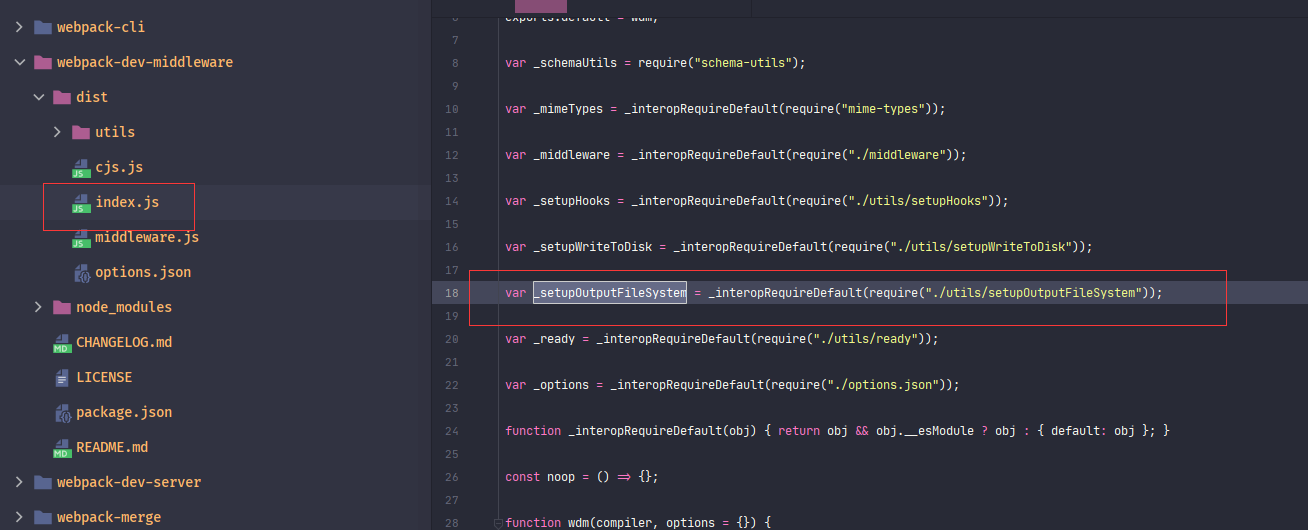 webpack-cli
webpack-dev-middleware
dist
utils
cjs.js
index.js
middleware.js
options.json
node_modules
CHANGELOG.md
LICENSE
package.json
README.md
webpack-dev-server
webpack-merge
6 exports.default = wdm;
7
8 var _schemaUtils = require("schema-utils");
9
10 var _mimeTypes = _interopRequireDefault(require("mime-types"));
11
12 var _middleware = _interopRequireDefault(require("./middleware"));
13
14 var _setupHooks = _interopRequireDefault(require("./utils/setupHooks"));
15
16 var _setupWriteToDisk = _interopRequireDefault(require("./utils/setupWriteToDisk"));
17
18 var _setupOutputFileSystem = _interopRequireDefault(require("./utils/setupOutputFileSystem"));
19
20 var _ready = _interopRequireDefault(require("./utils/ready"));
21
22 var _options = _interopRequireDefault(require("./options.json"));
23
24 function _interopRequireDefault(obj) { return obj && obj.__esModule ? obj : { default: obj }; }
25
26 const noop = () => {};
27
28 function wdm(compiler, options = {}) {